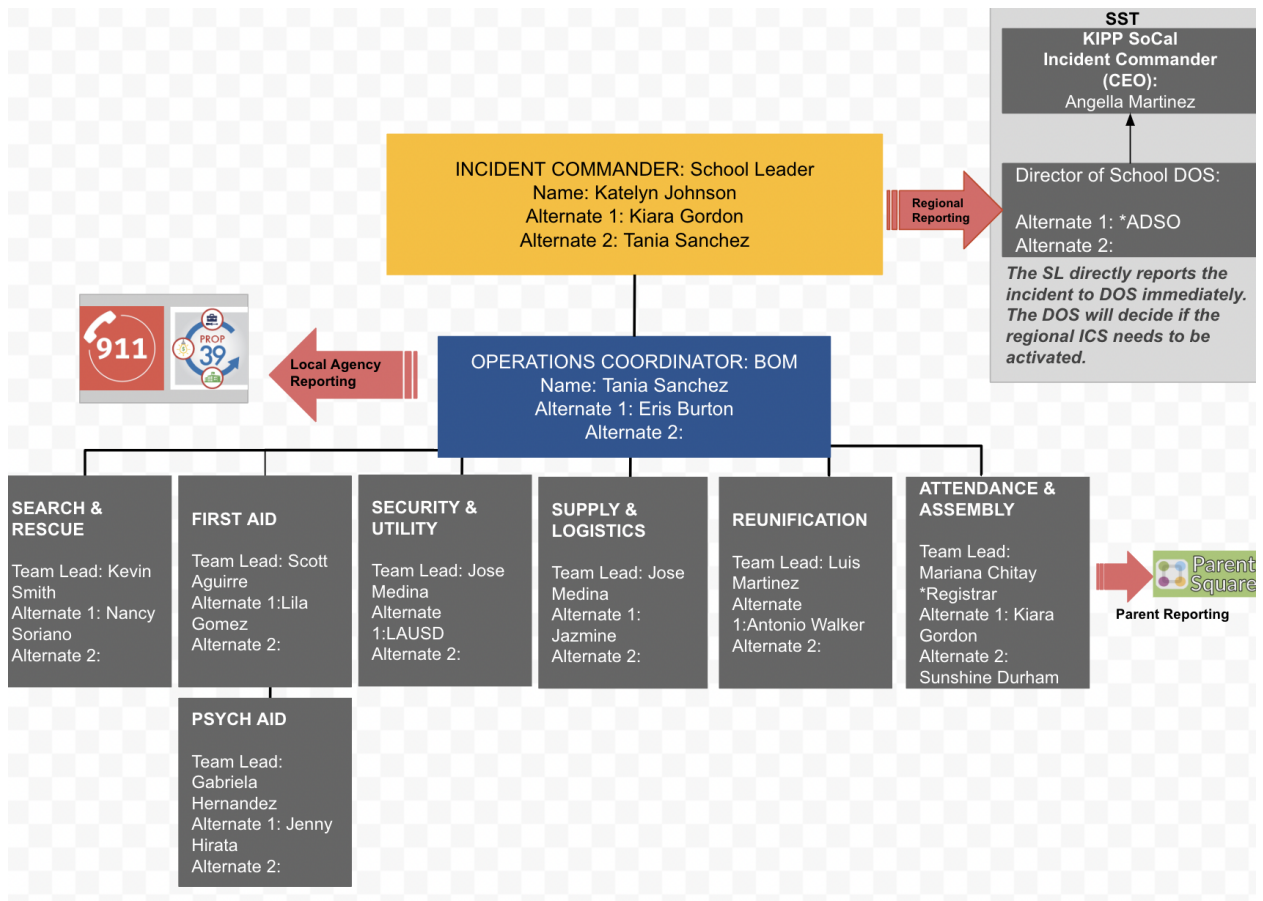 SST
KIPP SoCal
Incident Commander
(CEO):
Angella Martinez
INCIDENT COMMANDER: School Leader
Name: Katelyn Johnson
Alternate 1: Kiara Gordon
Alternate 2: Tania Sanchez
Regional
Reporting
Director of School DOS:
Alternate 1: *ADSO
Alternate 2:
The SL directly reports the
incident to DOS immediately.
The DOS will decide if the
regional ICS needs to be
activated.
911
PROP
39
Local Agency
Reporting
OPERATIONS COORDINATOR: BOM
Name: Tania Sanchez
Alternate 1: Eris Burton
Alternate 2:
SEARCH &
RESCUE
Team Lead: Kevin
Smith
Alternate 1: Nancy
Soriano
Alternate 2:
FIRST AID
Team Lead: Scott
Aguirre
Alternate 1:Lila
Gomez
Alternate 2:
SECURITY &
UTILITY
Team Lead: Jose
Medina
Alternate
1:LAUSD
Alternate 2:
SUPPLY &
LOGISTICS
Team Lead: Jose
Medina
Alternate 1:
Jazmine
Alternate 2:
REUNIFICATION
Team Lead: Luis
Martinez
Alternate
1:Antonio Walker
Alternate 2:
ATTENDANCE &
ASSEMBLY
Team Lead:
Mariana Chitay
*Registrar
Alternate 1: Kiara
Gordon
Alternate 2:
Sunshine Durham
Parent
Square
Parent Reporting
PSYCH AID
Team Lead:
Gabriela
Hernandez
Alternate 1: Jenny
Hirata
Alternate 2: